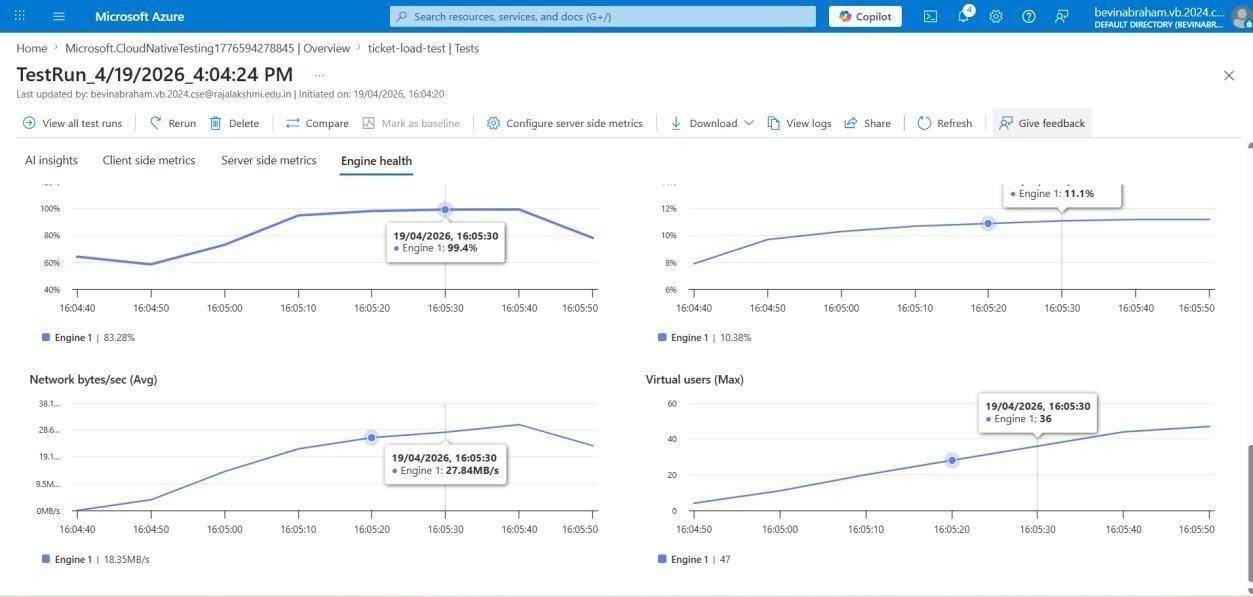 Microsoft Azure
Search resources, services, and docs (G+/)
Copilot
4
bevinabraham.vb.2024.c...
DEFAULT DIRECTORY (BEVINABR...
Home > Microsoft.CloudNativeTesting1776594278845 | Overview > ticket-load-test | Tests
TestRun_4/19/2026_4:04:24 PM ...
Last updated by: bevinabraham.vb.2024.cse@rajalakshmi.edu.in | Initiated on: 19/04/2026, 16:04:20
View all test runs Rerun Delete Compare Mark as baseline Configure server side metrics Download View logs Share Refresh Give feedback
AI insights Client side metrics Server side metrics Engine health
100%
80%
60%
40%
19/04/2026, 16:05:30
Engine 1: 99.4%
16:04:40 16:04:50 16:05:00 16:05:10 16:05:20 16:05:30 16:05:40 16:05:50
Engine 1 | 83.28%
12%
10%
8%
6%
Engine 1: 11.1%
16:04:40 16:04:50 16:05:00 16:05:10 16:05:20 16:05:30 16:05:40 16:05:50
Engine 1 | 10.38%
Network bytes/sec (Avg)
38.1...
28.6...
19.1...
9.5M...
0MB/s
19/04/2026, 16:05:30
Engine 1: 27.84MB/s
16:04:40 16:04:50 16:05:00 16:05:10 16:05:20 16:05:30 16:05:40 16:05:50
Engine 1 | 18.35MB/s
Virtual users (Max)
60
40
20
0
19/04/2026, 16:05:30
Engine 1: 36
16:04:50 16:05:00 16:05:10 16:05:20 16:05:30 16:05:40 16:05:50
Engine 1 | 47